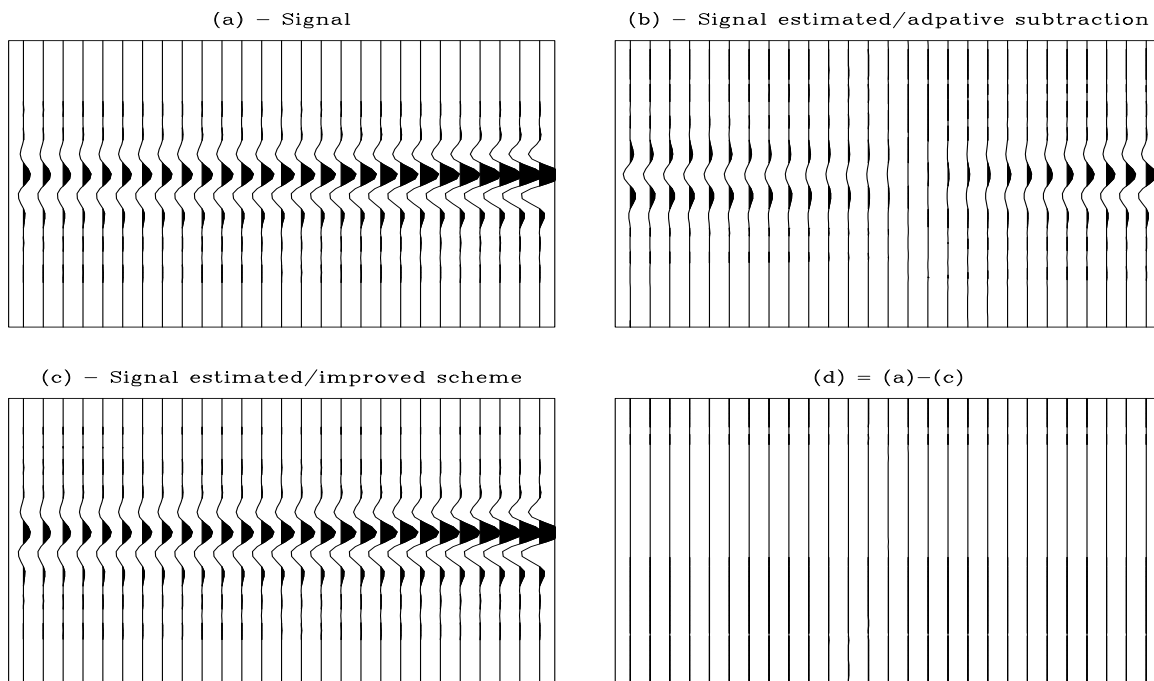 (a) – Signal
(b) – Signal estimated/adpative subtraction
(c) – Signal estimated/improved scheme
(d) = (a)–(c)